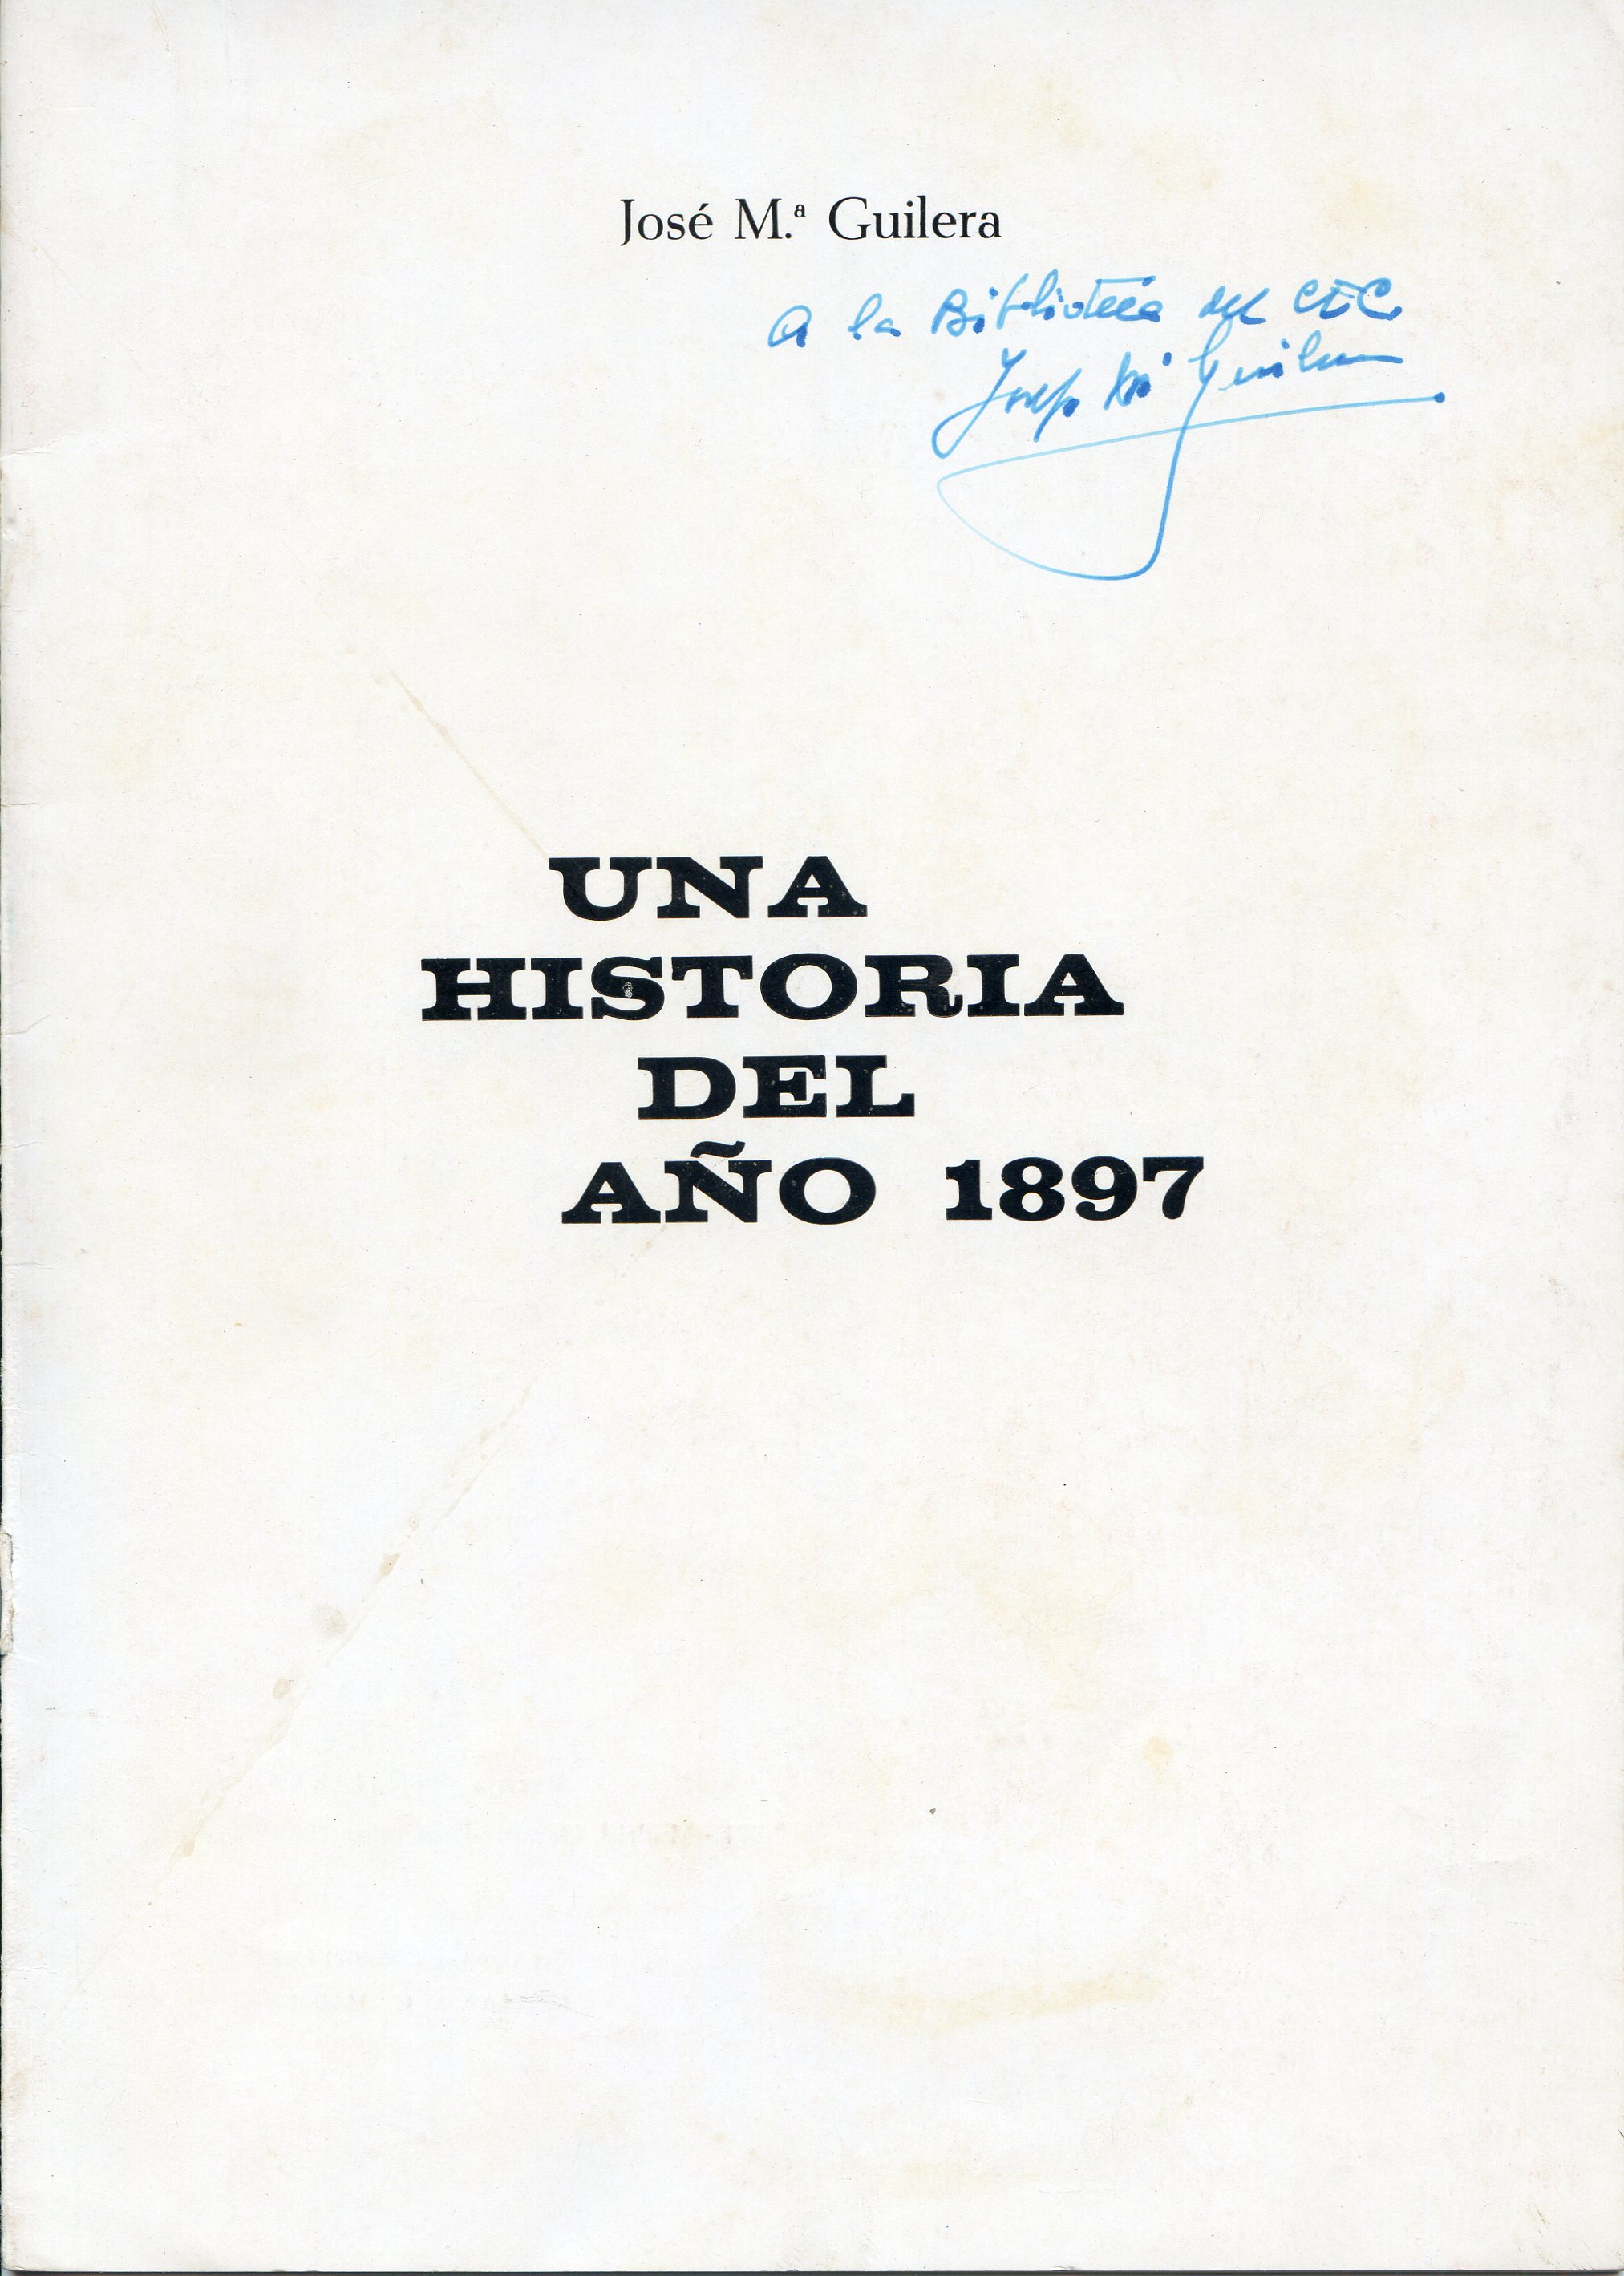 José M.ª Guilera
A la Biblioteca del CEC
Josep Mª Guilera
UNA
HISTORIA
DEL
AÑO 1897